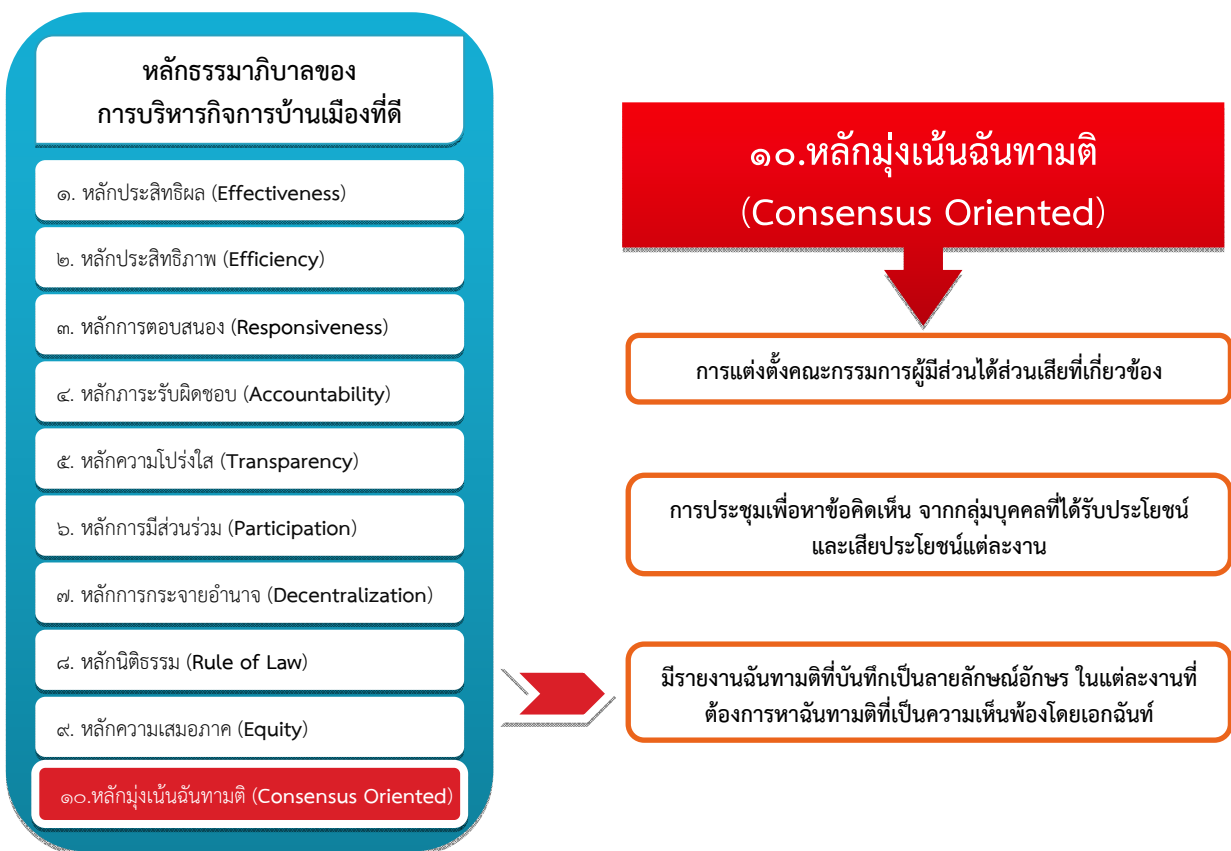 หลักธรรมาภิบาลของ
การบริหารกิจการบ้านเมืองที่ดี
๑. หลักประสิทธิผล (Effectiveness)
๒. หลักประสิทธิภาพ (Efficiency)
๓. หลักการตอบสนอง (Responsiveness)
๔. หลักภาระรับผิดชอบ (Accountability)
๕. หลักความโปร่งใส (Transparency)
๖. หลักการมีส่วนร่วม (Participation)
๗. หลักการกระจายอำนาจ (Decentralization)
๘. หลักนิติธรรม (Rule of Law)
๙. หลักความเสมอภาค (Equity)
๑๐.หลักมุ่งเน้นฉันทามติ (Consensus Oriented)
๑๐.หลักมุ่งเน้นฉันทามติ
(Consensus Oriented)
การแต่งตั้งคณะกรรมการผู้มีส่วนได้ส่วนเสียที่เกี่ยวข้อง
การประชุมเพื่อหาข้อคิดเห็น จากกลุ่มบุคคลที่ได้รับประโยชน์
และเสียประโยชน์แต่ละงาน
มีรายงานฉันทามติที่บันทึกเป็นลายลักษณ์อักษร ในแต่ละงานที่
ต้องการหาฉันทามติที่เป็นความเห็นพ้องโดยเอกฉันท์